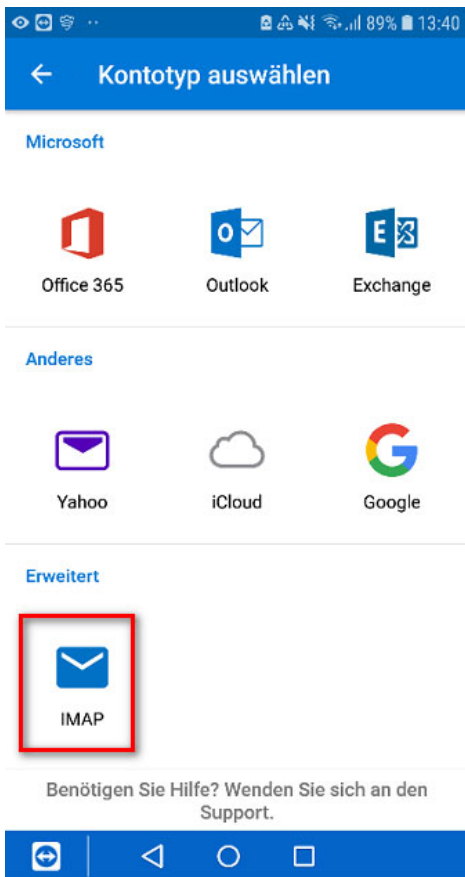 89% 13:40
Kontotyp auswählen
Microsoft
Office 365 Outlook Exchange
Anderes
Yahoo iCloud Google
Erweitert
IMAP
Benötigen Sie Hilfe? Wenden Sie sich an den
Support.